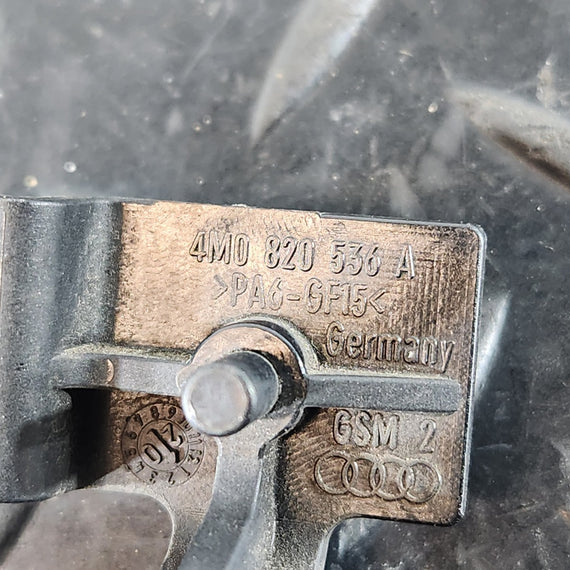 4M0 820 536 A
>PA6-GF15<
Germany
GSM 2